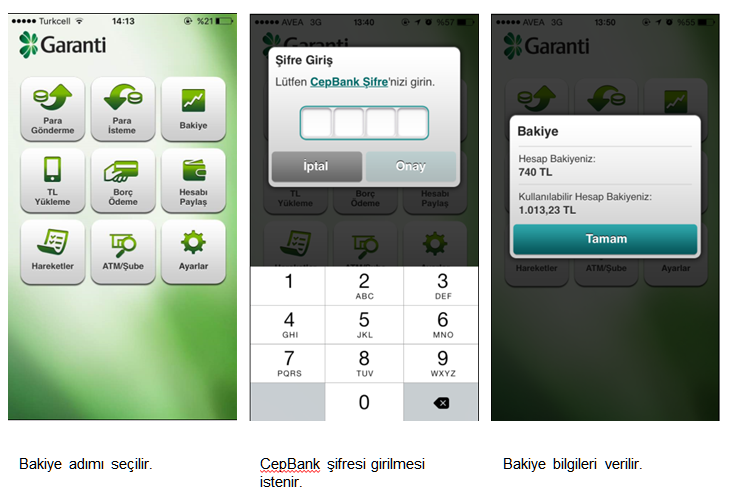 Turkcell 14:13 %21
Garanti
Para
Gönderme
Para
İsteme
Bakiye
TL
Yükleme
Borç
Ödeme
Hesabı
Paylaş
Hareketler
ATM/Şube
Ayarlar
AVEA 3G 13:40 %57
Garanti
Şifre Giriş
Lütfen CepBank Şifre'nizi girin.
İptal
Onay
TL
Yükleme
Borç
Ödeme
Hesabı
Paylaş
Hareketler
ATM/Şube
Ayarlar
1
2
ABC
3
DEF
4
GHI
5
JKL
6
MNO
7
PQRS
8
TUV
9
WXYZ
0
AVEA 3G 13:50 %55
Garanti
Bakiye
Hesap Bakiyeniz:
740 TL
Kullanılabilir Hesap Bakiyeniz:
1.013,23 TL
Tamam
Hareketler
ATM/Şube
Ayarlar
Bakiye adımı seçilir.
CepBank şifresi girilmesi
istenir.
Bakiye bilgileri verilir.